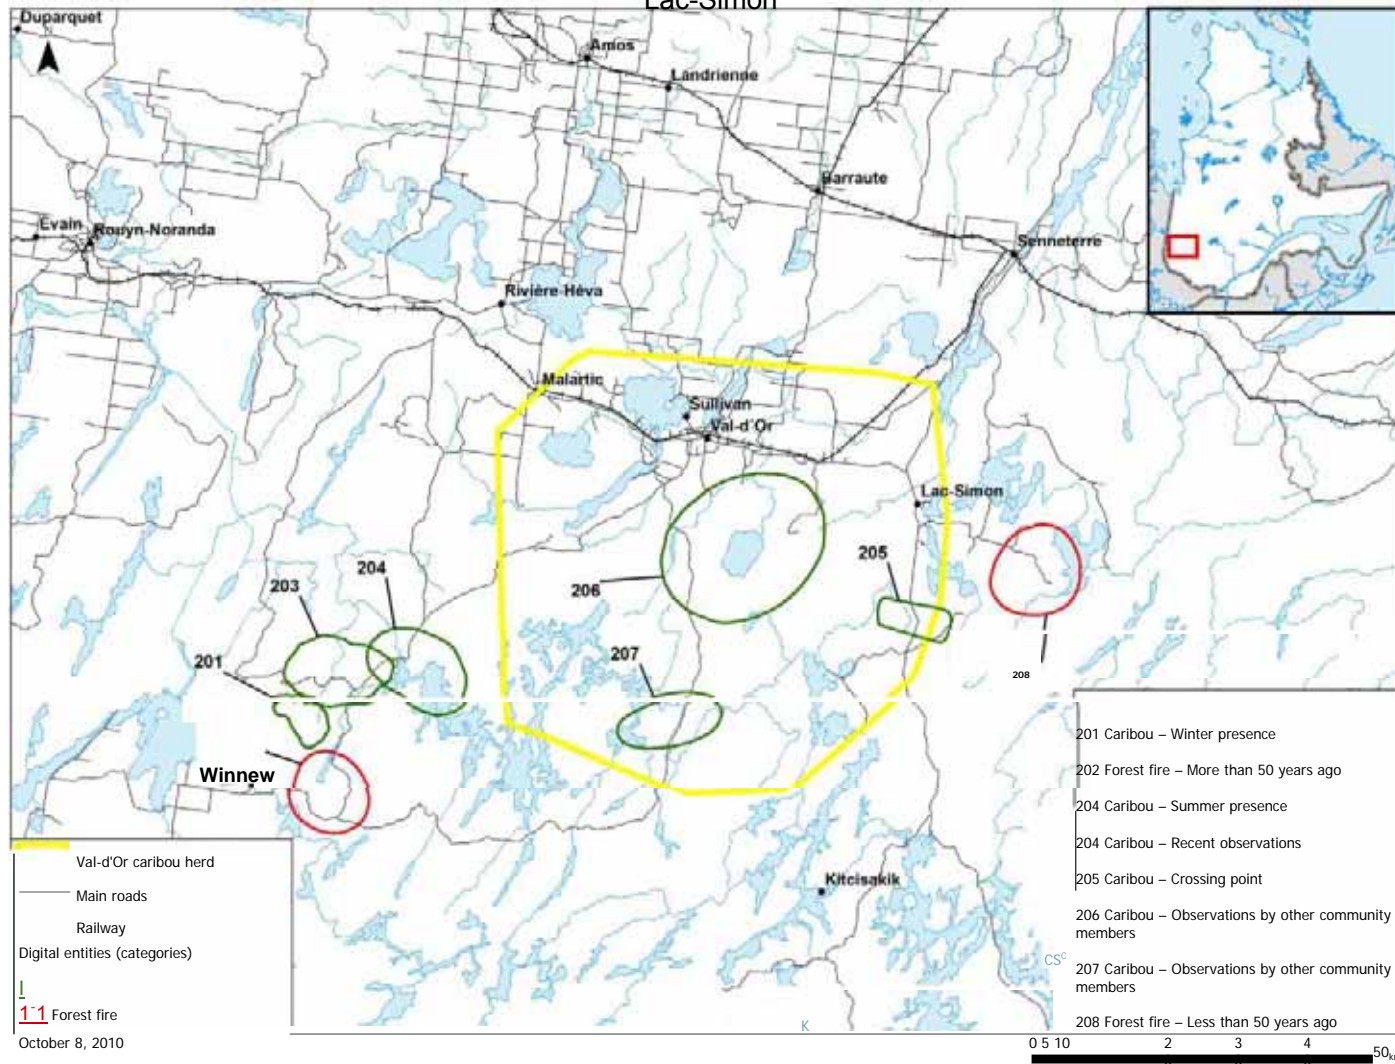 Lac-Simon
Duparquet
Amos
Landrienne
Barraute
Evain
Rouyn-Noranda
Senneterre
Rivière-Héva
Malartic
Sullivan
Val-d'Or
Lac-Simon
205
204
203
206
207
201
208
Winnew
Kitcisakik
CSC
K
201 Caribou – Winter presence
202 Forest fire – More than 50 years ago
204 Caribou – Summer presence
204 Caribou – Recent observations
205 Caribou – Crossing point
206 Caribou – Observations by other community
members
207 Caribou – Observations by other community
members
208 Forest fire – Less than 50 years ago
Val-d'Or caribou herd
Main roads
Railway
Digital entities (categories)
I
1-1 Forest fire
October 8, 2010
0 5 10 2 3 4 50